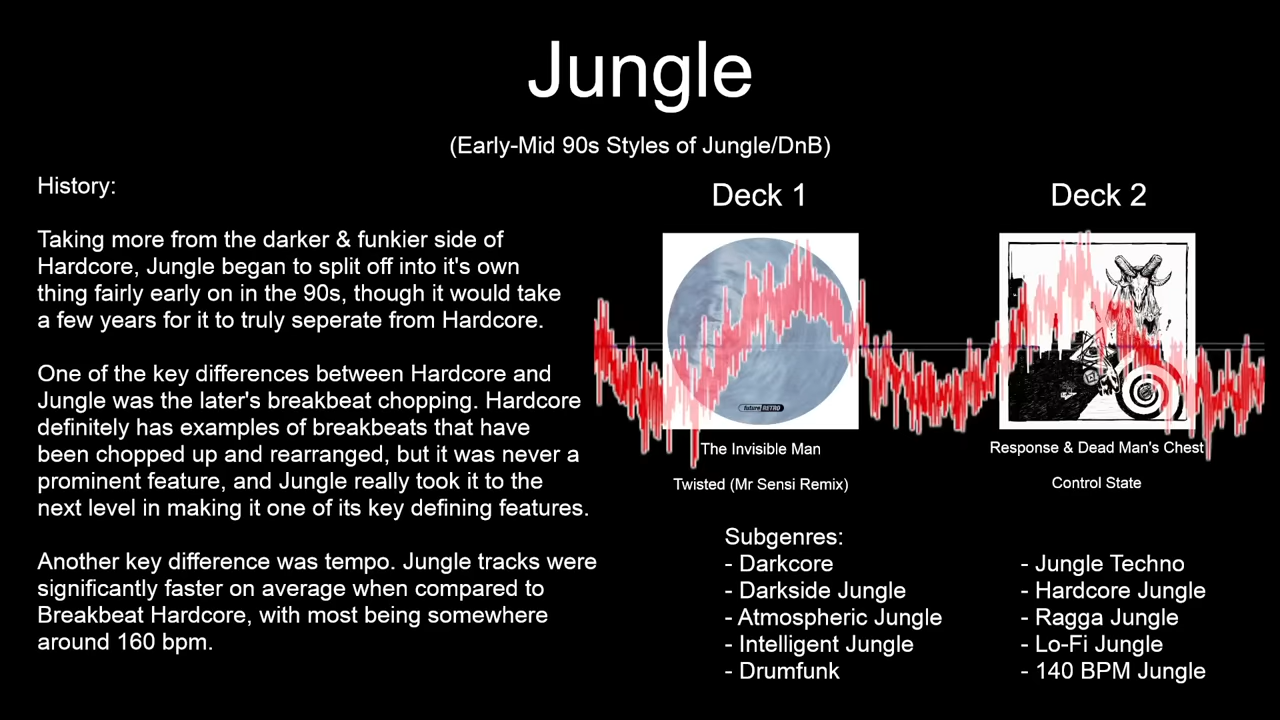 Jungle
(Early-Mid 90s Styles of Jungle/DnB)
History:
Taking more from the darker & funkier side of
Hardcore, Jungle began to split off into it's own
thing fairly early on in the 90s, though it would take
a few years for it to truly seperate from Hardcore.
One of the key differences between Hardcore and
Jungle was the later's breakbeat chopping. Hardcore
definitely has examples of breakbeats that have
been chopped up and rearranged, but it was never a
prominent feature, and Jungle really took it to the
next level in making it one of its key defining features.
Another key difference was tempo. Jungle tracks were
significantly faster on average when compared to
Breakbeat Hardcore, with most being somewhere
around 160 bpm.
Deck 1
future RETRO
The Invisible Man
Twisted (Mr Sensi Remix)
Deck 2
Response & Dead Man's Chest
Control State
Subgenres:
- Darkcore
- Darkside Jungle
- Atmospheric Jungle
- Intelligent Jungle
- Drumfunk
- Jungle Techno
- Hardcore Jungle
- Ragga Jungle
- Lo-Fi Jungle
- 140 BPM Jungle